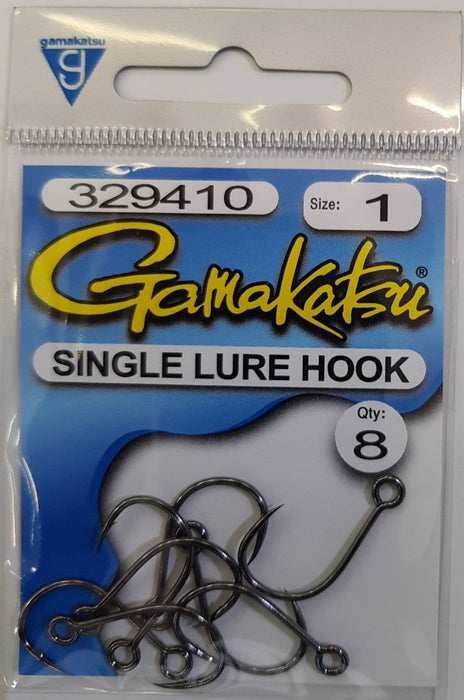 gamakatsu
g
329410
Size: 1
Gamakatsu®
SINGLE LURE HOOK
Qty:
8